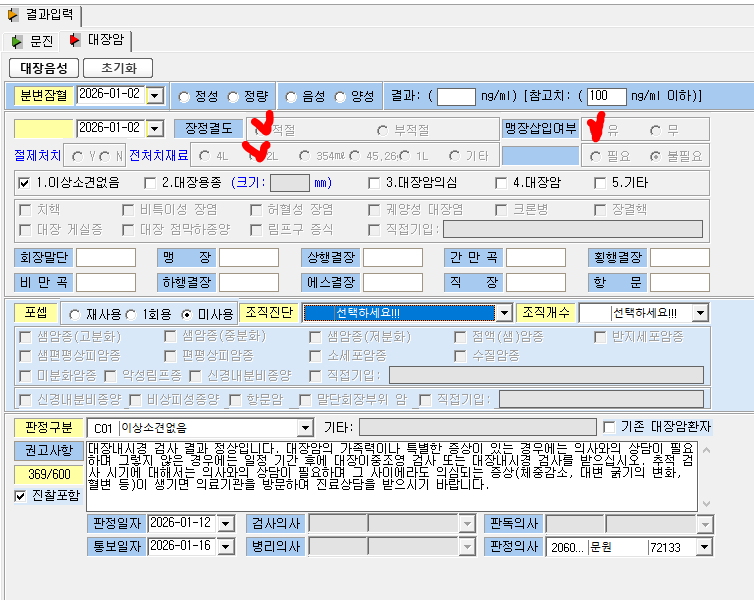 결과입력
문진 대장암
대장음성 초기화
분변잠혈 2026-01-02 정성 정량 음성 양성 결과: ( ng/ml) [참고치: ( 100 ng/ml 이하)]
2026-01-02 장정결도 적절 부적절 맹장삽입여부 유 무
절제처치 Y N 전처치재료 4L 2L 354㎖ 45,26 1L 기타 필요 불필요
1.이상소견없음 2.대장용종 (크기: mm) 3.대장암의심 4.대장암 5.기타
치핵 비특이성 장염 허혈성 장염 궤양성 대장염 크론병 장결핵
대장 게실증 대장 점막하종양 림프구 증식 직접기입:
회장말단 맹 장 상행결장 간 만 곡 횡행결장
비 만 곡 하행결장 에스결장 직 장 항 문
포셉 재사용 1회용 미사용 조직진단 선택하세요!!! 조직개수 선택하세요!!!
샘암종(고분화) 샘암종(중분화) 샘암종(저분화) 점액(샘)암종 반지세포암종
샘편평상피암종 편평상피암종 소세포암종 수질암종
미분화암종 악성림프종 신경내분비종양 직접기입:
신경내분비종양 비상피성종양 항문암 말단회장부위 암 직접기입:
판정구분 C01 이상소견없음 기타: 기존 대장암환자
권고사항 대장내시경 검사 결과 정상입니다. 대장암의 가족력이나 특별한 증상이 있는 경우에는 의사와의 상담이 필요
하며 그렇지 않은 경우에는 일정 기간 후에 대장이중조영 검사 또는 대장내시경 검사를 받으십시오. 추적 검
369/600 사 시기에 대해서는 의사와의 상담이 필요하며 그 사이에라도 의심되는 증상(체중감소, 대변 굵기의 변화,
진찰포함 혈변 등)이 생기면 의료기관을 방문하여 진료상담을 받으시기 바랍니다.
판정일자 2026-01-12 검사의사 판독의사
통보일자 2026-01-16 병리의사 판정의사 2060... 문원 72133